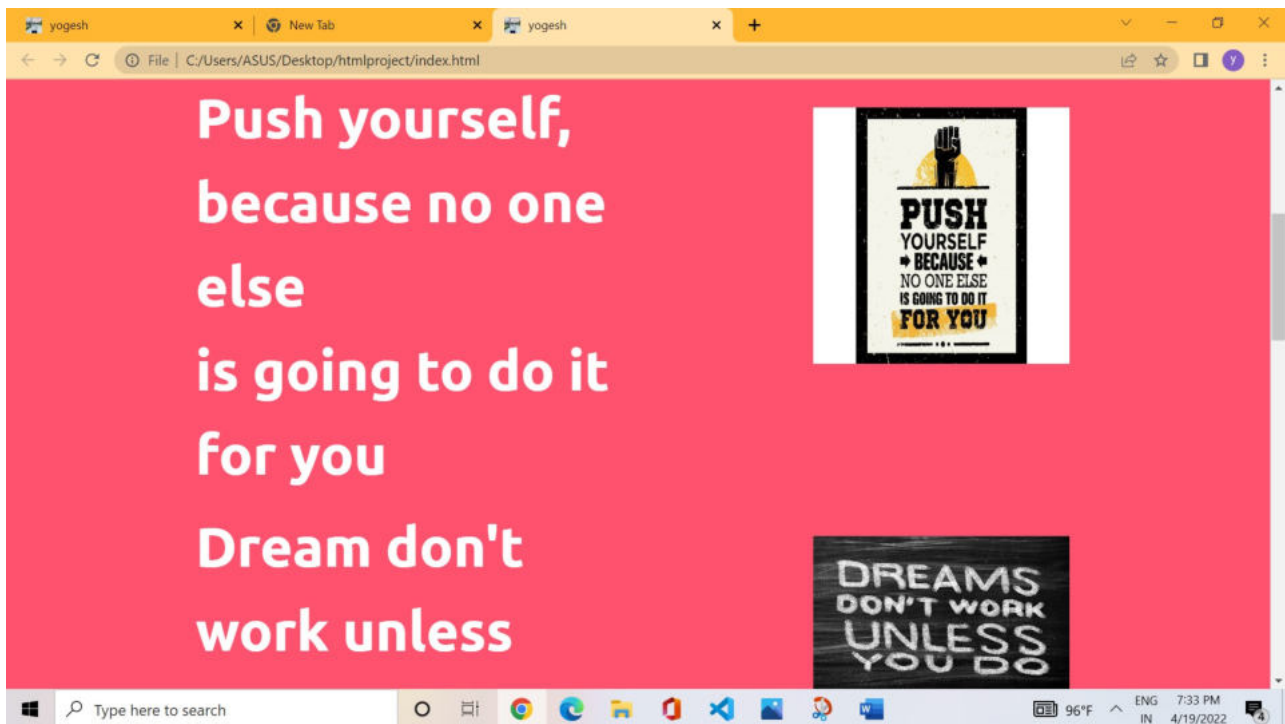 yogesh
New Tab
yogesh
File | C:/Users/ASUS/Desktop/htmlproject/index.html
y
Push yourself,
because no one
else
is going to do it
for you
PUSH
YOURSELF
BECAUSE
NO ONE ELSE
IS GOING TO DO IT
FOR YOU
Dream don't
work unless
DREAMS
DON'T WORK
UNLESS
YOU DO
Type here to search
96°F
ENG
IN
7:33 PM
4/19/2022
4